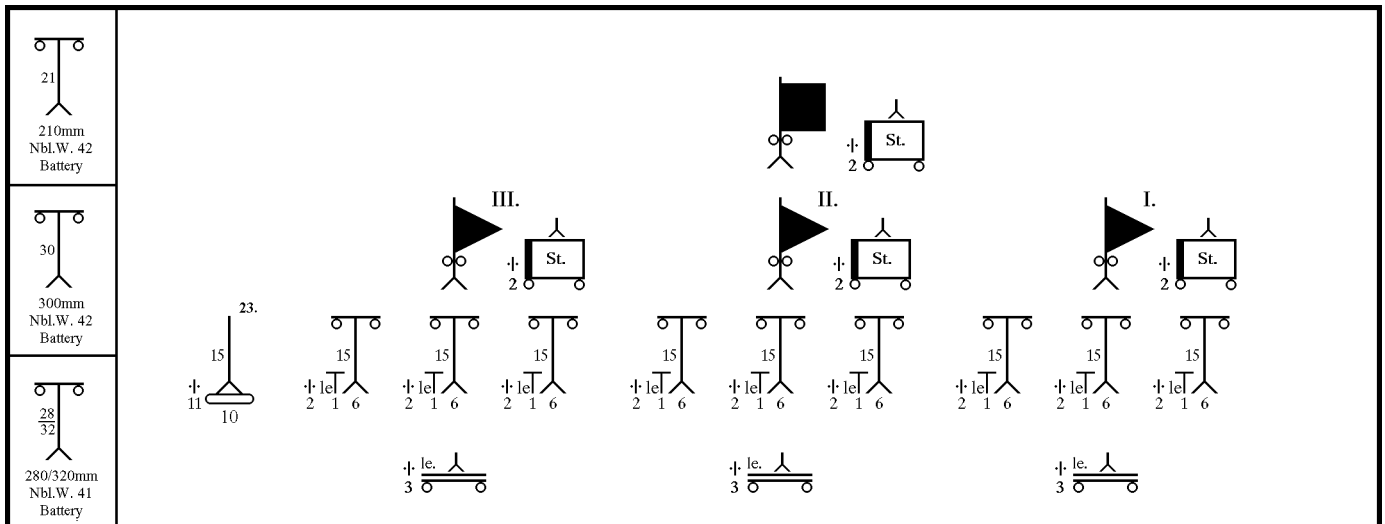 21
210mm
Nbl.W. 42
Battery
30
300mm
Nbl.W. 42
Battery
28
32
280/320mm
Nbl.W. 41
Battery
St.
2
III.
II.
I.
St.
St.
St.
2
2
2
23.
15
15
15
15
15
15
15
15
15
15
le
le
le
le
le
le
le
le
le
11
2 1 6
2 1 6
2 1 6
2 1 6
2 1 6
2 1 6
2 1 6
2 1 6
2 1 6
10
le.
le.
le.
3
3
3